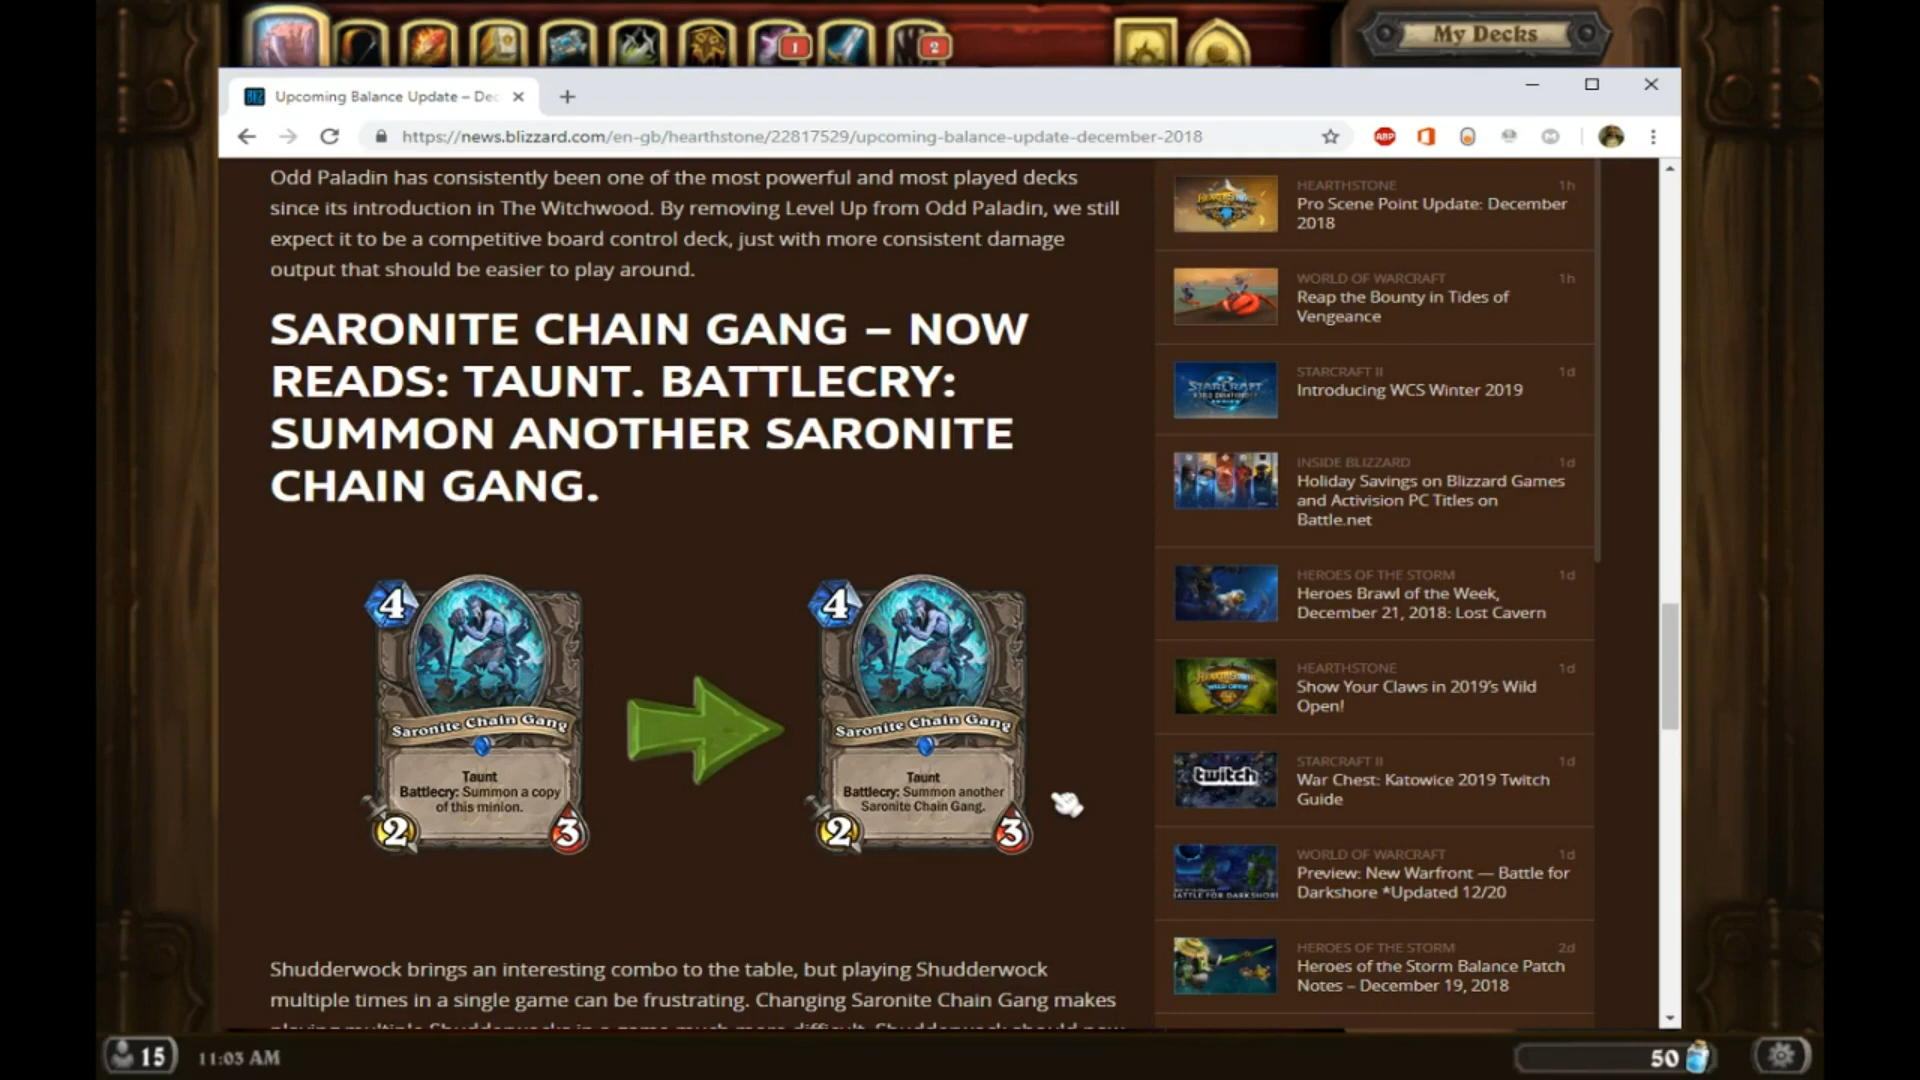 1
2
My Decks
Upcoming Balance Update – Dec
https://news.blizzard.com/en-gb/hearthstone/22817529/upcoming-balance-update-december-2018
ABP
Odd Paladin has consistently been one of the most powerful and most played decks
since its introduction in The Witchwood. By removing Level Up from Odd Paladin, we still
expect it to be a competitive board control deck, just with more consistent damage
output that should be easier to play around.
SARONITE CHAIN GANG – NOW
READS: TAUNT. BATTLECRY:
SUMMON ANOTHER SARONITE
CHAIN GANG.
4
Saronite Chain Gang
Taunt
Battlecry: Summon a copy
of this minion.
2
3
4
Saronite Chain Gang
Taunt
Battlecry: Summon another
Saronite Chain Gang.
2
3
Shudderwock brings an interesting combo to the table, but playing Shudderwock
multiple times in a single game can be frustrating. Changing Saronite Chain Gang makes
HEARTHSTONE 1h
Pro Scene Point Update: December
2018
WORLD OF WARCRAFT 1h
Reap the Bounty in Tides of
Vengeance
STARCRAFT II 1d
Introducing WCS Winter 2019
INSIDE BLIZZARD 1d
Holiday Savings on Blizzard Games
and Activision PC Titles on
Battle.net
HEROES OF THE STORM 1d
Heroes Brawl of the Week,
December 21, 2018: Lost Cavern
HEARTHSTONE 1d
Show Your Claws in 2019's Wild
Open!
STARCRAFT II 1d
twitch
War Chest: Katowice 2019 Twitch
Guide
WORLD OF WARCRAFT 1d
Preview: New Warfront — Battle for
Darkshore *Updated 12/20
BATTLE FOR DARKSHORE
HEROES OF THE STORM 2d
Heroes of the Storm Balance Patch
Notes – December 19, 2018
15
11:03 AM
50